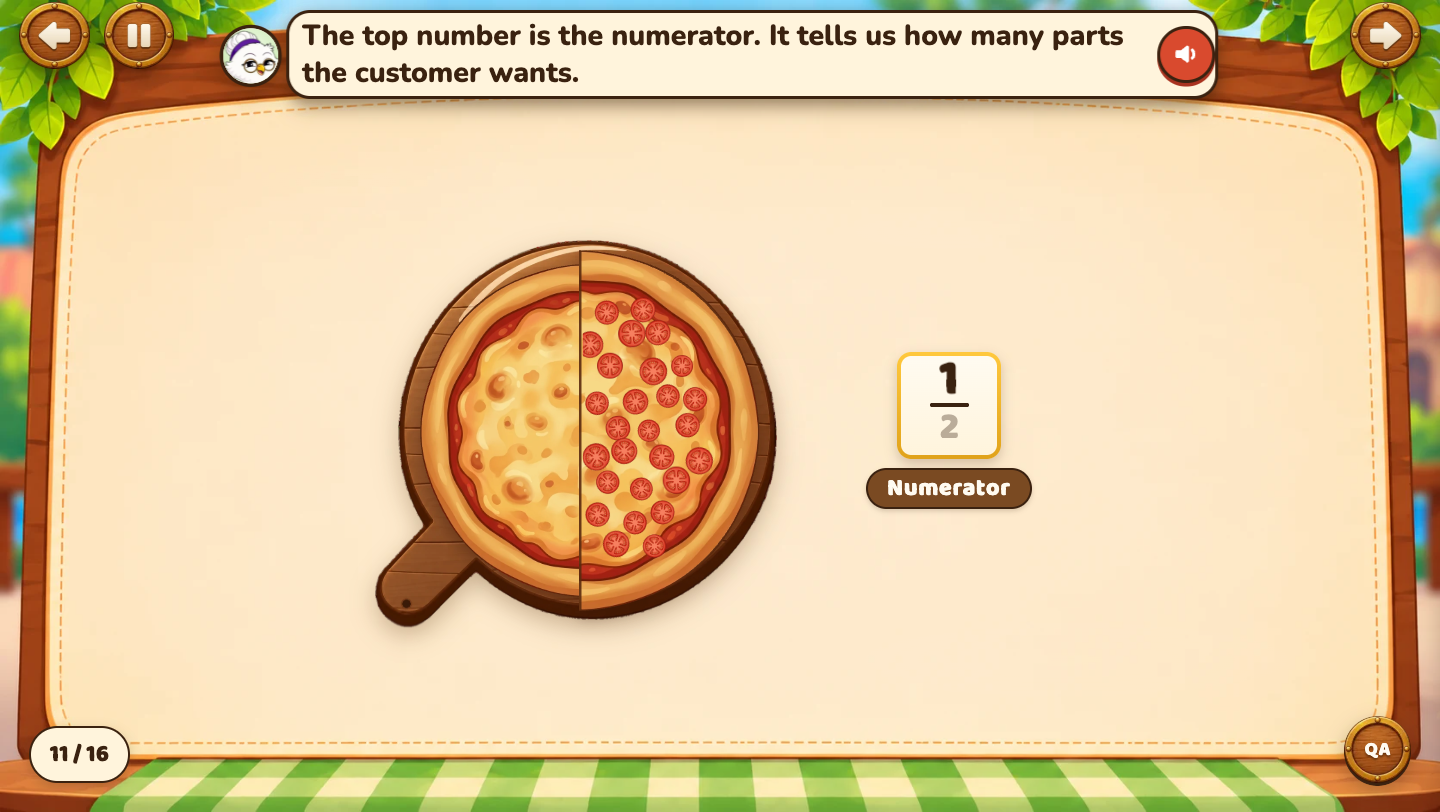 The top number is the numerator. It tells us how many parts
the customer wants.
1
2
Numerator
11 / 16
QA